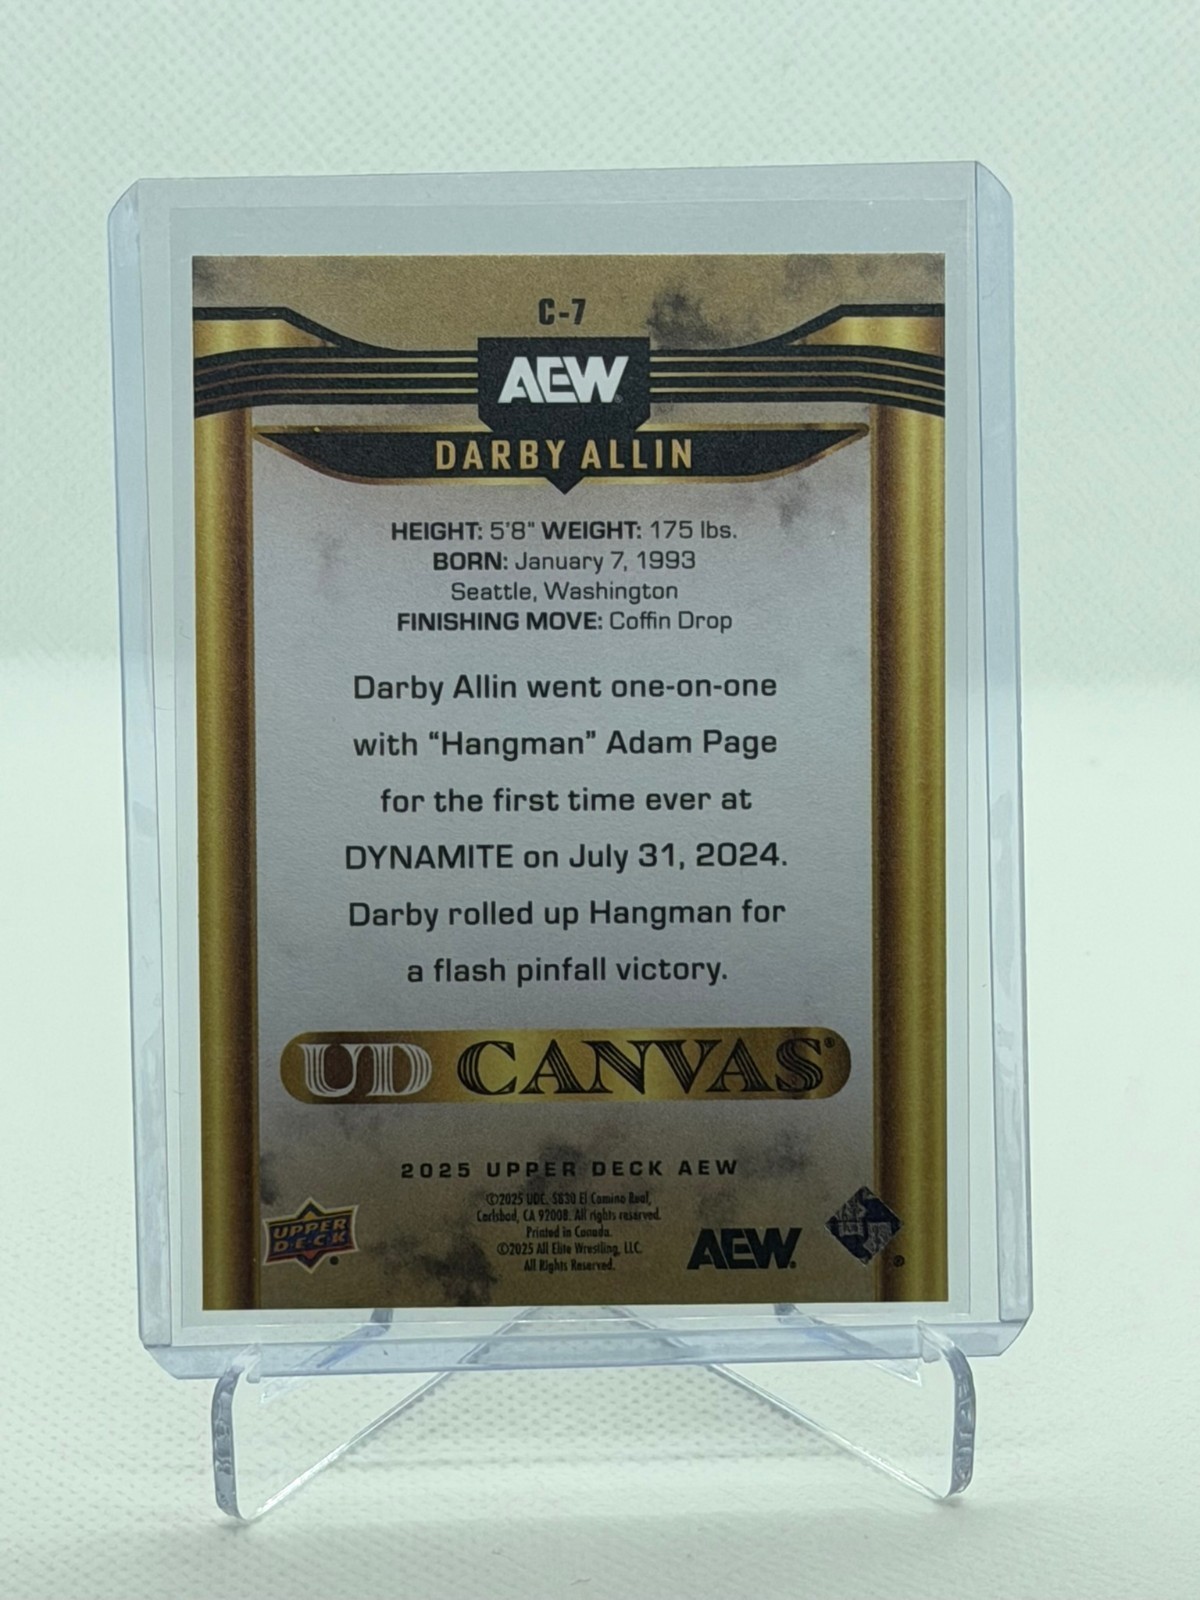 C-7
AEW
DARBY ALLIN
HEIGHT: 5'8" WEIGHT: 175 lbs.
BORN: January 7, 1993
Seattle, Washington
FINISHING MOVE: Coffin Drop
Darby Allin went one-on-one
with “Hangman” Adam Page
for the first time ever at
DYNAMITE on July 31, 2024.
Darby rolled up Hangman for
a flash pinfall victory.
UD CANVAS®
2025 UPPER DECK AEW
©2025 UDC. 5830 El Camino Real,
Carlsbad, CA 92008. All rights reserved.
Printed in Canada.
©2025 All Elite Wrestling, LLC.
All Rights Reserved.
UPPER
DECK
AEW